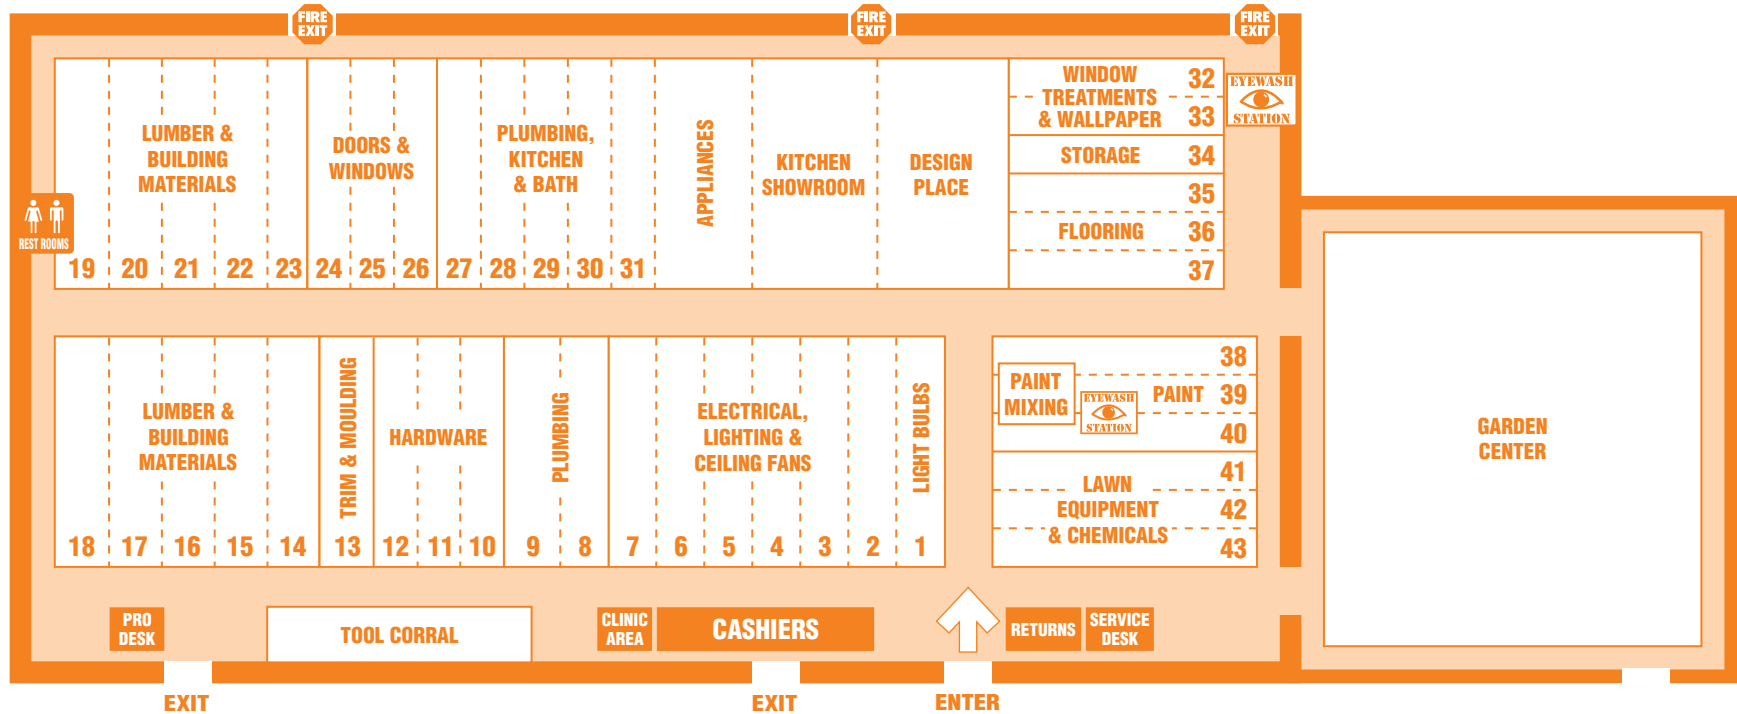 FIRE
EXIT
FIRE
EXIT
FIRE
EXIT
LUMBER &
BUILDING
MATERIALS
19 20 21 22 23
DOORS &
WINDOWS
24 25 26
PLUMBING,
KITCHEN
& BATH
27 28 29 30 31
APPLIANCES
KITCHEN
SHOWROOM
DESIGN
PLACE
WINDOW
TREATMENTS
& WALLPAPER
32
33
STORAGE 34
35
FLOORING 36
37
EYEWASH
STATION
REST ROOMS
LUMBER &
BUILDING
MATERIALS
18 17 16 15 14
TRIM & MOULDING
13
HARDWARE
12 11 10
PLUMBING
9 8
ELECTRICAL,
LIGHTING &
CEILING FANS
7 6 5 4 3 2
LIGHT BULBS
1
38
PAINT
MIXING
EYEWASH
STATION
PAINT 39
40
41
LAWN
EQUIPMENT
& CHEMICALS
42
43
GARDEN
CENTER
PRO
DESK
TOOL CORRAL
CLINIC
AREA
CASHIERS
RETURNS
SERVICE
DESK
EXIT
EXIT
ENTER